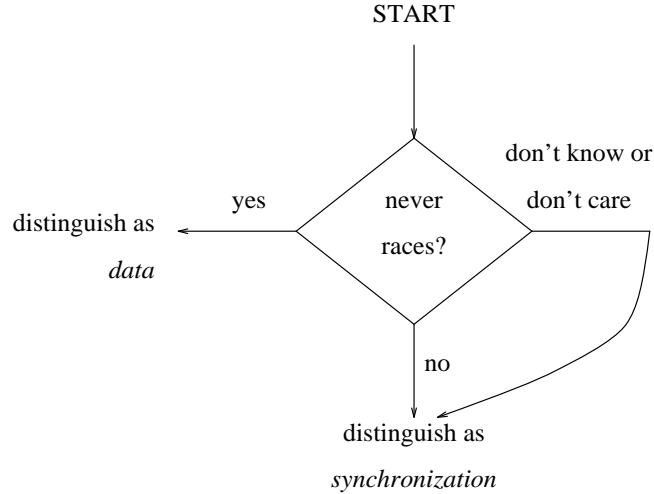 START
don't know or
don't care
yes
never
races?
distinguish as
data
no
distinguish as
synchronization